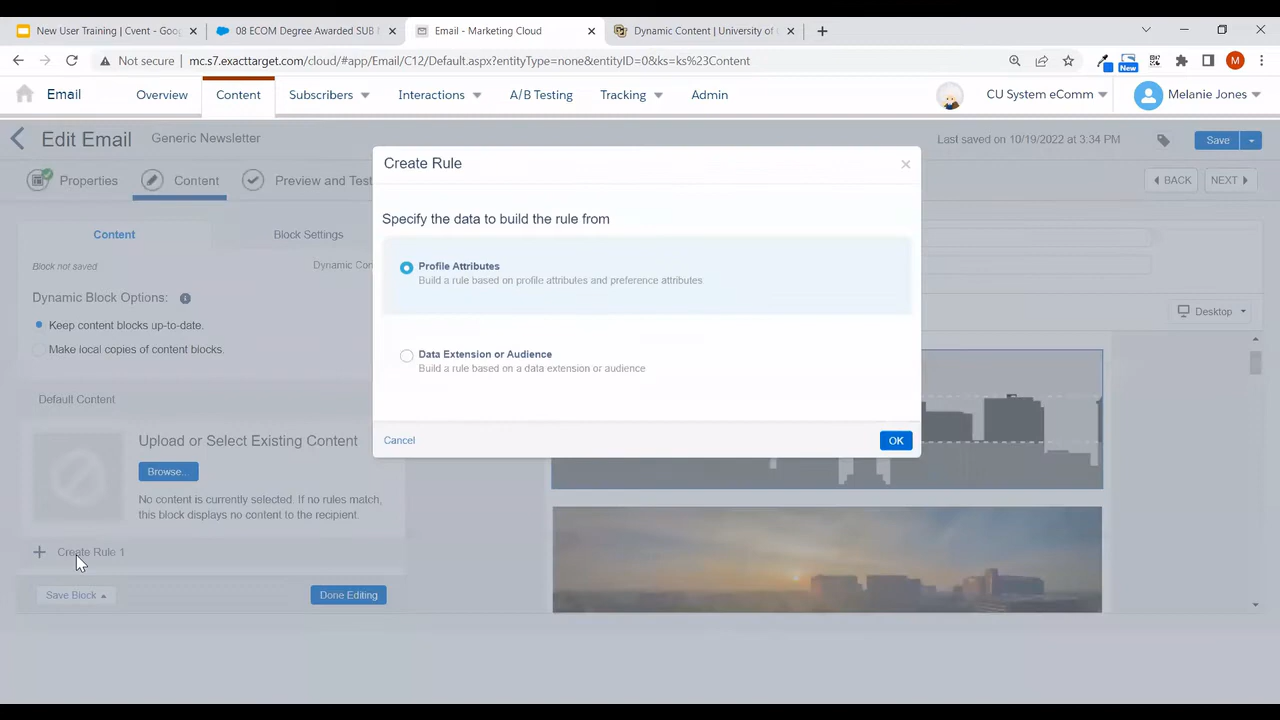 New User Training | Cvent - Goog
08 ECOM Degree Awarded SUB
Email - Marketing Cloud
Dynamic Content | University of
Not secure
mc.s7.exacttarget.com/cloud/#app/Email/C12/Default.aspx?entityType=none&entityID=0&ks=ks%23Content
New
M
Email
Overview
Content
Subscribers
Interactions
A/B Testing
Tracking
Admin
CU System eComm
Melanie Jones
Edit Email
Generic Newsletter
Last saved on 10/19/2022 at 3:34 PM
Save
Properties
Content
Preview and Test
BACK
NEXT
Create Rule
Specify the data to build the rule from
Profile Attributes
Build a rule based on profile attributes and preference attributes
Data Extension or Audience
Build a rule based on a data extension or audience
Cancel
OK
Content
Block Settings
Block not saved
Dynamic Con
Dynamic Block Options:
Keep content blocks up-to-date.
Make local copies of content blocks.
Default Content
Upload or Select Existing Content
Browse...
No content is currently selected. If no rules match,
this block displays no content to the recipient.
Create Rule 1
Save Block
Done Editing
Desktop